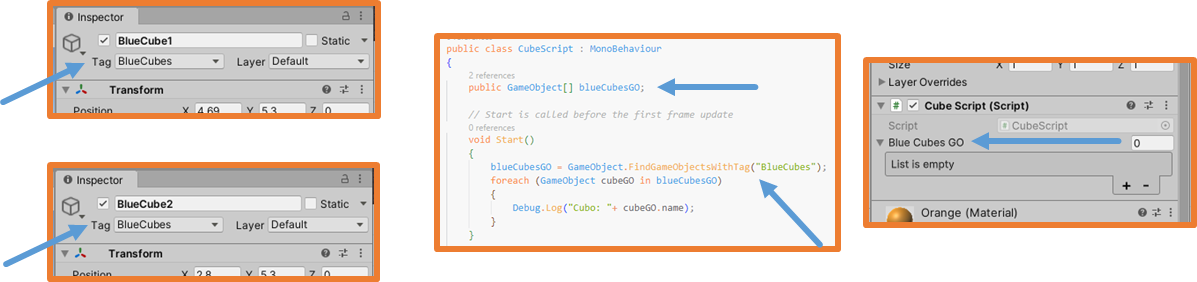 Inspector
BlueCube1
Static
Tag BlueCubes Layer Default
Transform
Position X 4.69 Y 5.3 Z 0
Inspector
BlueCube2
Static
Tag BlueCubes Layer Default
Transform
Position X 2.8 Y 5.3 Z 0
public class CubeScript : MonoBehaviour
{
2 references
public GameObject[] blueCubesGO;
// Start is called before the first frame update
0 references
void Start()
{
blueCubesGO = GameObject.FindGameObjectsWithTag("BlueCubes");
foreach (GameObject cubeGO in blueCubesGO)
{
Debug.Log("Cubo: "+ cubeGO.name);
}
}
Size X 1 Y 1 Z 1
Layer Overrides
# Cube Script (Script)
Script # CubeScript
Blue Cubes GO 0
List is empty
+ -
Orange (Material)